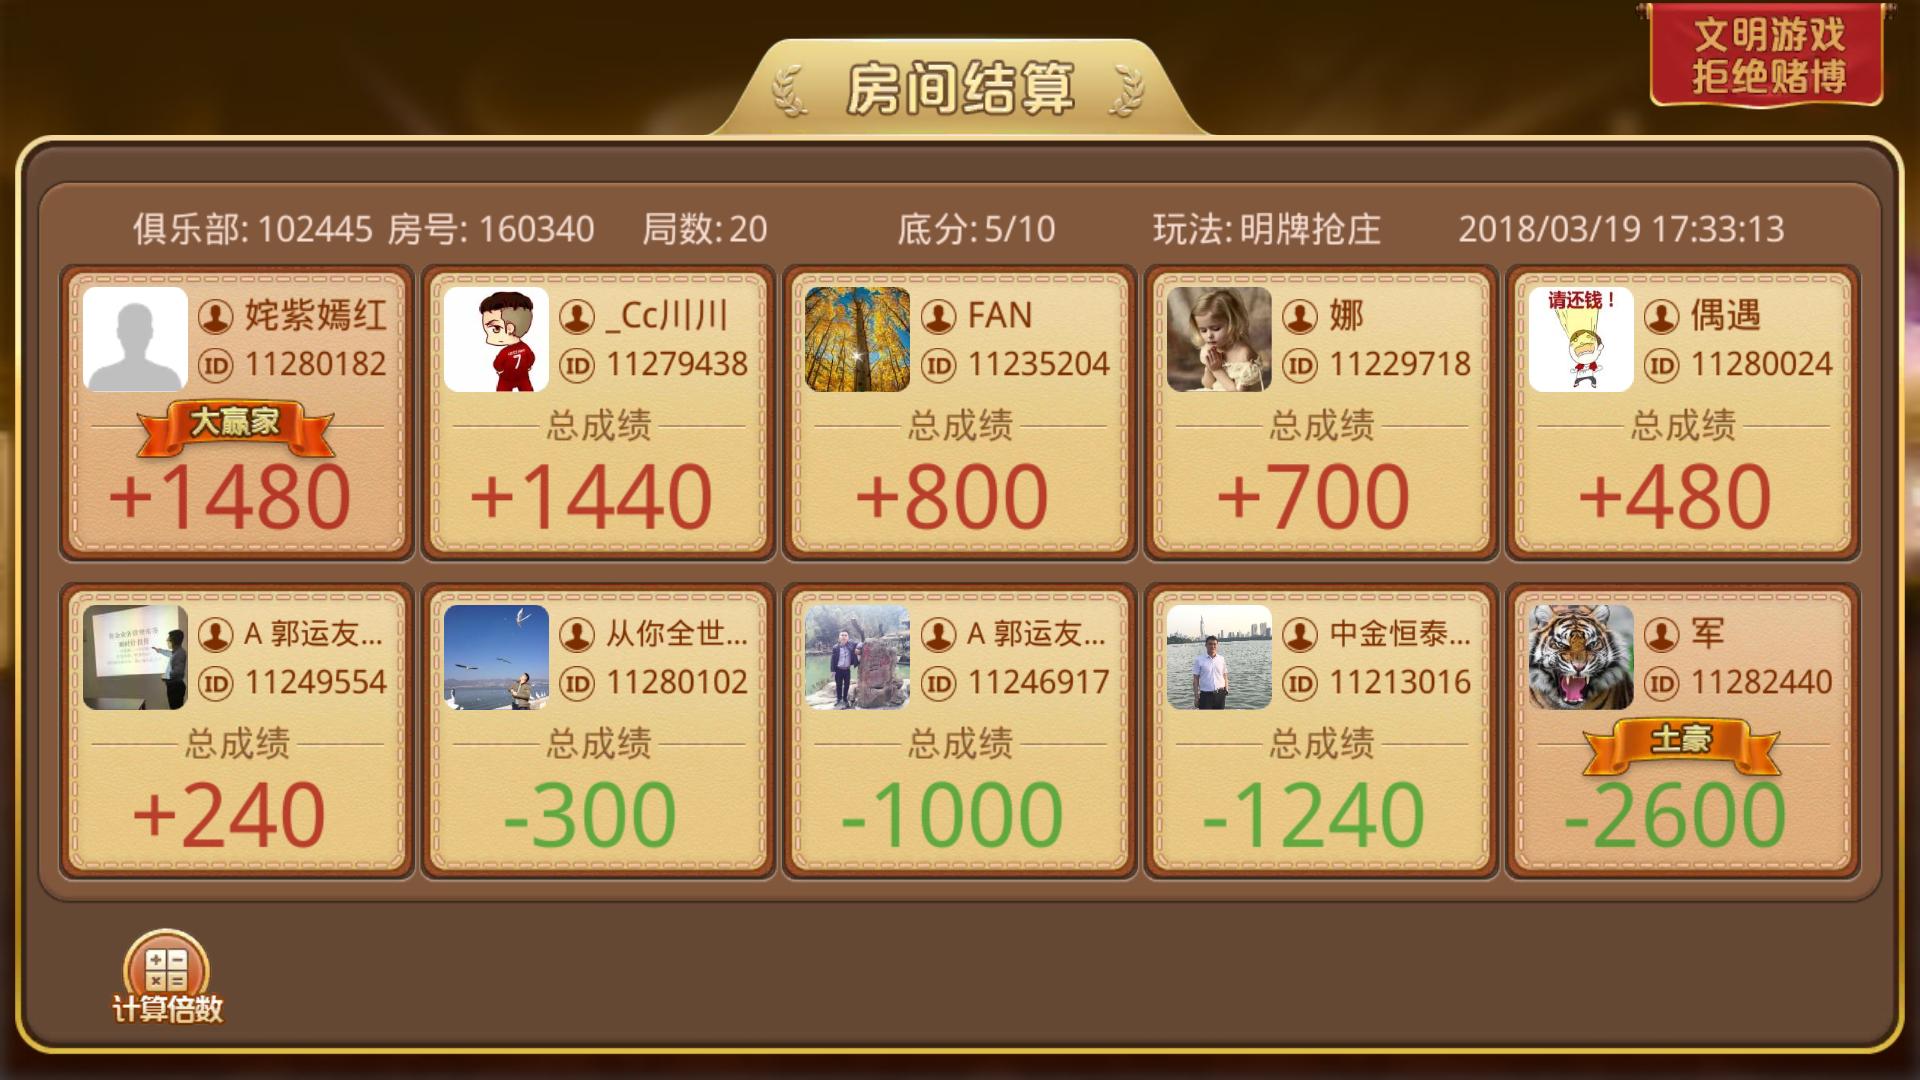 文明游戏
拒绝赌博
房间结算
俱乐部: 102445 房号: 160340 局数: 20 底分: 5/10 玩法: 明牌抢庄 2018/03/19 17:33:13
姹紫嫣红
ID 11280182
大赢家
+1480
_Cc川川
ID 11279438
总成绩
+1440
FAN
ID 11235204
总成绩
+800
娜
ID 11229718
总成绩
+700
请还钱！
偶遇
ID 11280024
总成绩
+480
A 郭运友...
ID 11249554
总成绩
+240
从你全世...
ID 11280102
总成绩
-300
A 郭运友...
ID 11246917
总成绩
-1000
中金恒泰...
ID 11213016
总成绩
-1240
军
ID 11282440
土豪
-2600
计算倍数